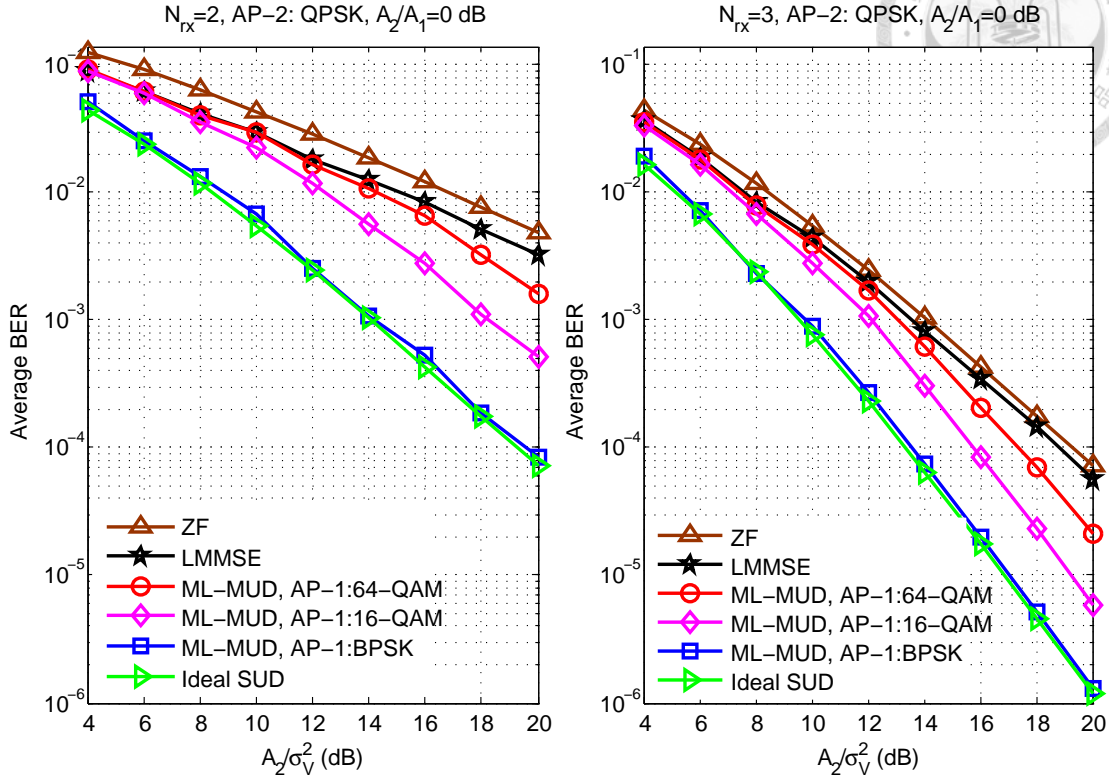 N_rx=2, AP−2: QPSK, A_2/A_1=0 dB
10^-1
10^-2
10^-3
10^-4
10^-5
10^-6
Average BER
ZF
LMMSE
ML−MUD, AP−1:64−QAM
ML−MUD, AP−1:16−QAM
ML−MUD, AP−1:BPSK
Ideal SUD
4 6 8 10 12 14 16 18 20
A_2/σ_V^2 (dB)
N_rx=3, AP−2: QPSK, A_2/A_1=0 dB
10^-1
10^-2
10^-3
10^-4
10^-5
10^-6
Average BER
ZF
LMMSE
ML−MUD, AP−1:64−QAM
ML−MUD, AP−1:16−QAM
ML−MUD, AP−1:BPSK
Ideal SUD
4 6 8 10 12 14 16 18 20
A_2/σ_V^2 (dB)